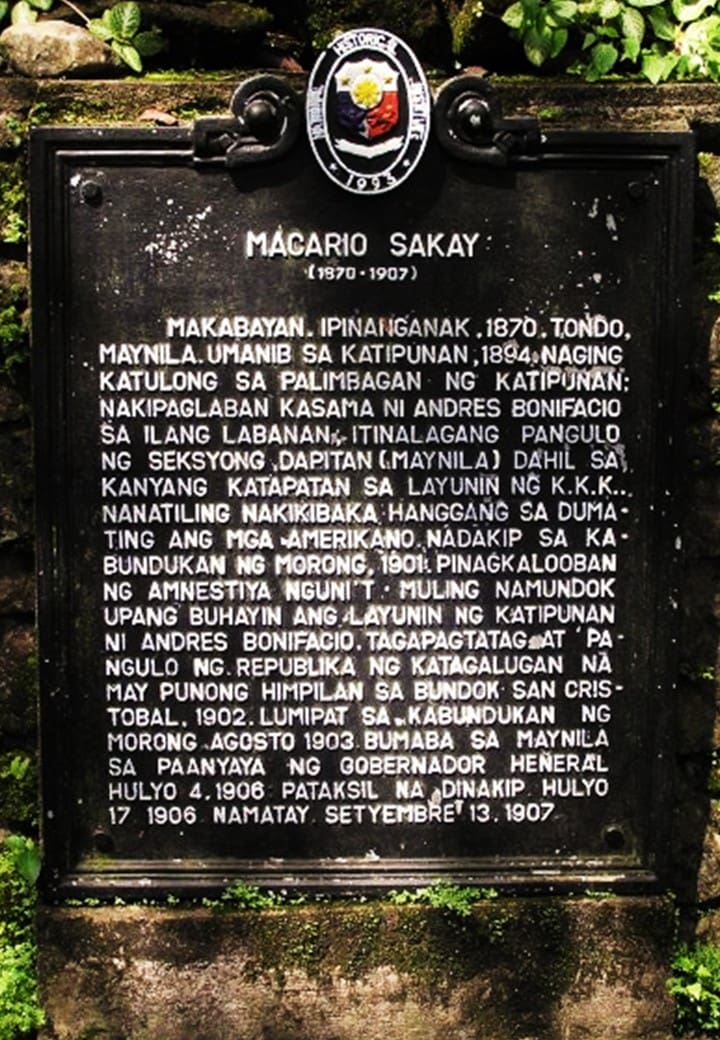 HISTORICAL
1993
MACARIO SAKAY
(1870-1907)
MAKABAYAN. IPINANGANAK, 1870, TONDO,
MAYNILA. UMANIB SA KATIPUNAN, 1894. NAGING
KATULONG SA PALIMBAGAN NG KATIPUNAN;
NAKIPAGLABAN KASAMA NI ANDRES BONIFACIO
SA ILANG LABANAN; ITINALAGANG PANGULO
NG SEKSYONG DAPITAN (MAYNILA) DAHIL SA
KANYANG KATAPATAN SA LAYUNIN NG K.K.K..
NANATILING NAKIKIBAKA HANGGANG SA DUMA-
TING ANG MGA AMERIKANO. NADAKIP SA KA-
BUNDUKAN NG MORONG, 1901. PINAGKALOOBAN
NG AMNESTIYA NGUNI'T MULING NAMUNDOK
UPANG BUHAYIN ANG LAYUNIN NG KATIPUNAN
NI ANDRES BONIFACIO. TAGAPAGTATAG AT PA-
NGULO NG REPUBLIKA NG KATAGALUGAN NA
MAY PUNONG HIMPILAN SA BUNDOK SAN CRIS-
TOBAL, 1902. LUMIPAT SA KABUNDUKAN NG
MORONG AGOSTO 1903. BUMABA SA MAYNILA
SA PAANYAYA NG GOBERNADOR HENERAL
HULYO 4, 1906. PATAKSIL NA DINAKIP, HULYO
17 1906. NAMATAY, SETYEMBRE 13, 1907